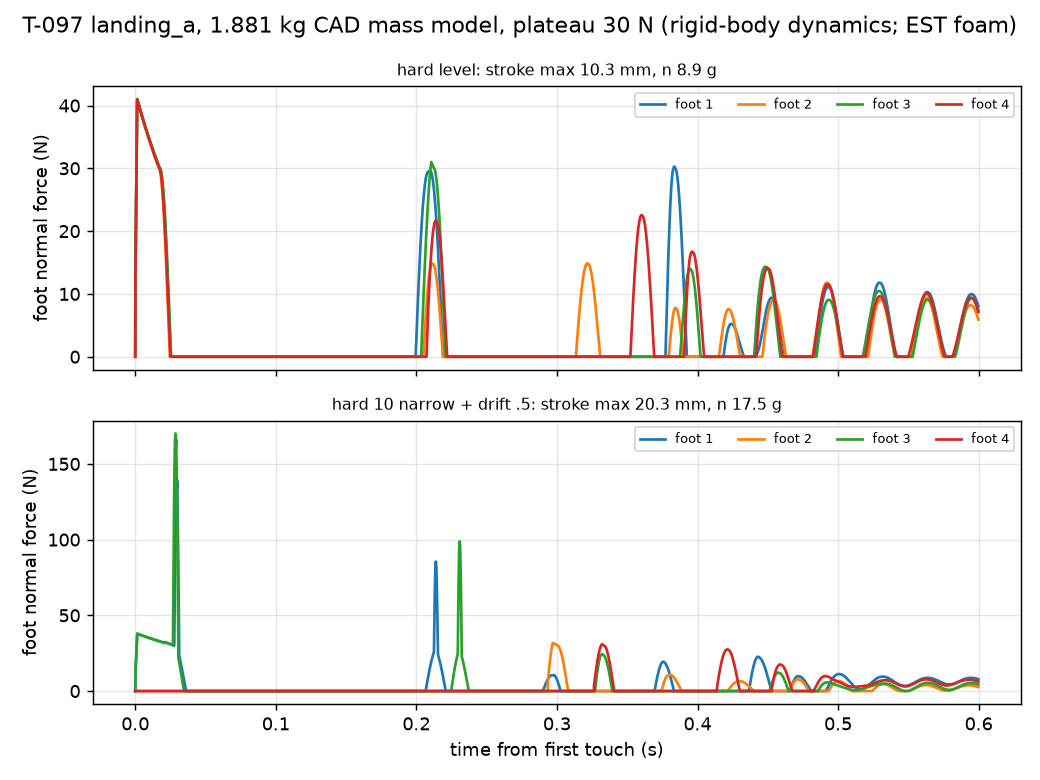 T-097 landing_a, 1.881 kg CAD mass model, plateau 30 N (rigid-body dynamics; EST foam)
hard level: stroke max 10.3 mm, n 8.9 g
foot 1 foot 2 foot 3 foot 4
foot normal force (N)
40
30
20
10
0
hard 10 narrow + drift .5: stroke max 20.3 mm, n 17.5 g
foot 1 foot 2 foot 3 foot 4
foot normal force (N)
150
100
50
0
0.0 0.1 0.2 0.3 0.4 0.5 0.6
time from first touch (s)